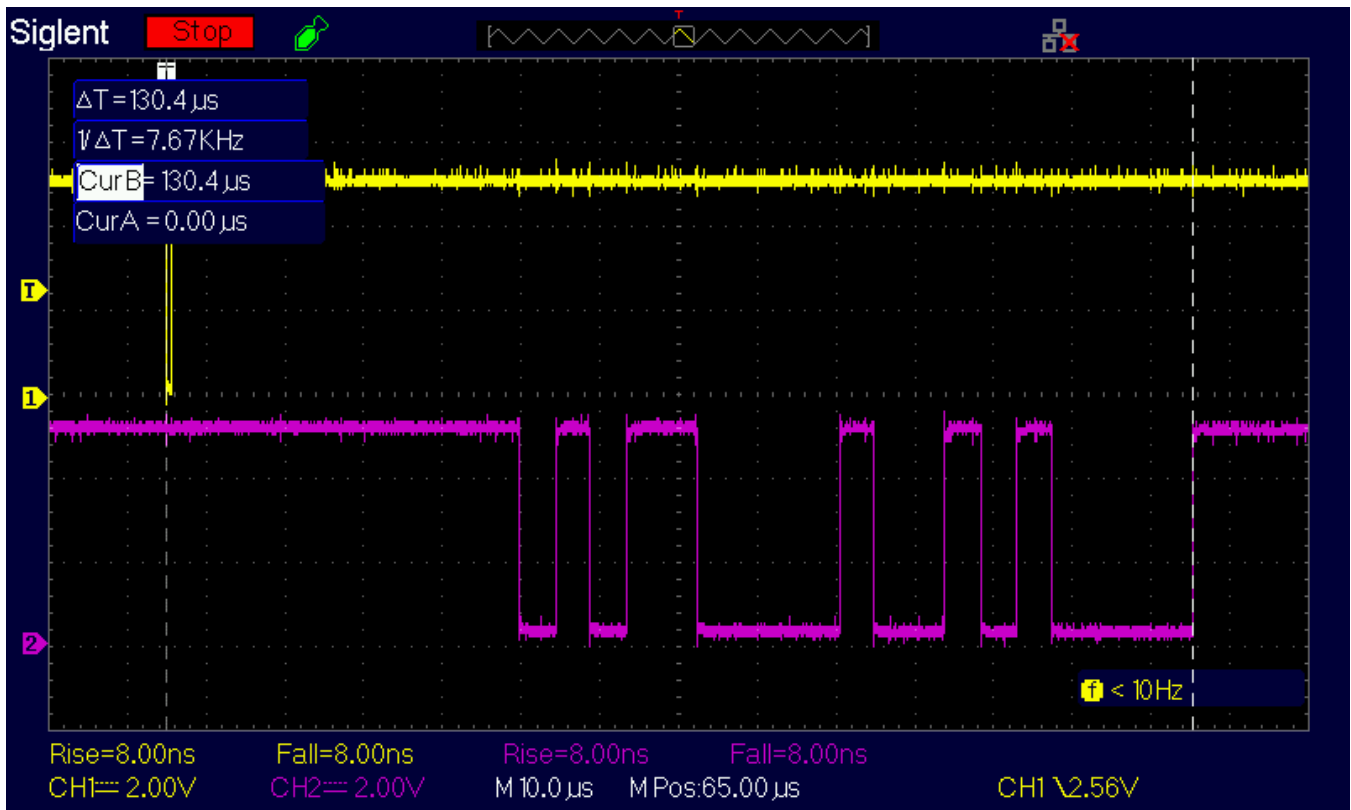 Siglent Stop
T
ΔT=130.4µs
1/ΔT=7.67KHz
CurB=130.4µs
CurA=0.00µs
T
1
2
f < 10Hz
Rise=8.00ns Fall=8.00ns Rise=8.00ns Fall=8.00ns
CH1 2.00V CH2 2.00V M 10.0µs M Pos:65.00µs CH1 2.56V